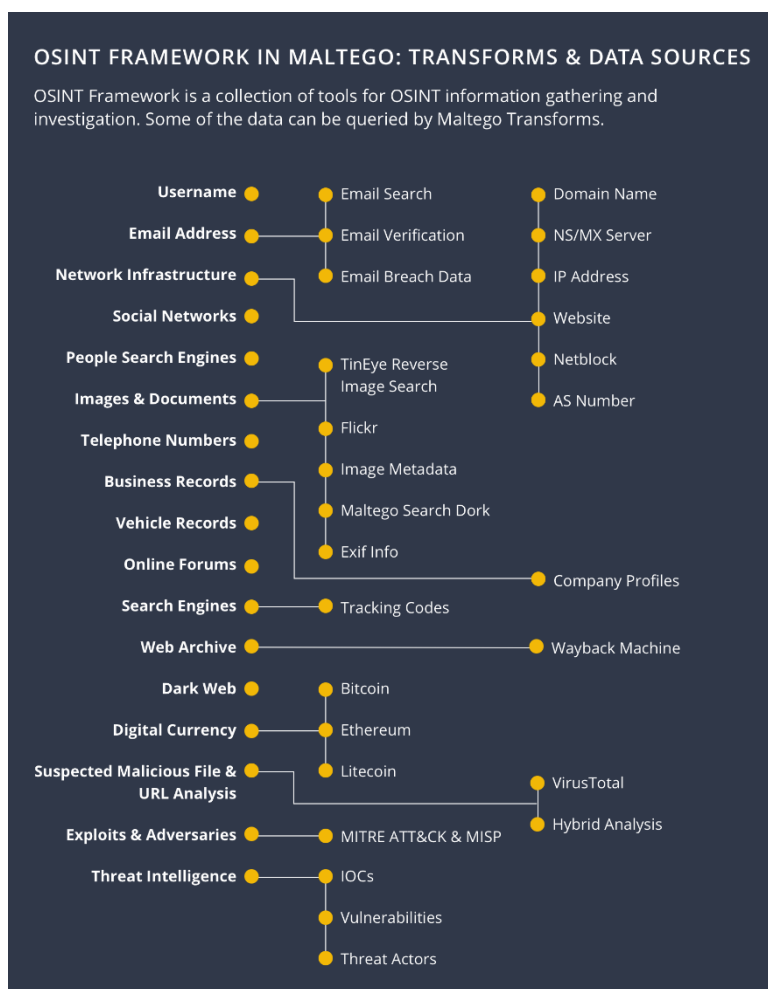 OSINT FRAMEWORK IN MALTEGO: TRANSFORMS & DATA SOURCES
OSINT Framework is a collection of tools for OSINT information gathering and
investigation. Some of the data can be queried by Maltego Transforms.
Username
Email Address
Network Infrastructure
Social Networks
People Search Engines
Images & Documents
Telephone Numbers
Business Records
Vehicle Records
Online Forums
Search Engines
Web Archive
Dark Web
Digital Currency
Suspected Malicious File &
URL Analysis
Exploits & Adversaries
Threat Intelligence
Email Search
Email Verification
Email Breach Data
TinEye Reverse
Image Search
Flickr
Image Metadata
Maltego Search Dork
Exif Info
Tracking Codes
Bitcoin
Ethereum
Litecoin
MITRE ATT&CK & MISP
IOCs
Vulnerabilities
Threat Actors
Domain Name
NS/MX Server
IP Address
Website
Netblock
AS Number
Company Profiles
Wayback Machine
VirusTotal
Hybrid Analysis